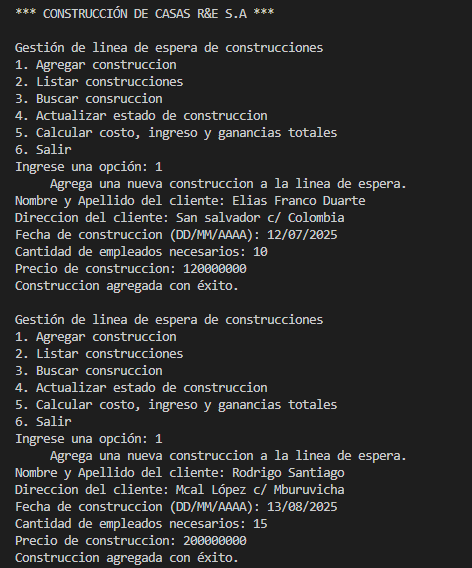 *** CONSTRUCCIÓN DE CASAS R&E S.A ***
Gestión de linea de espera de construcciones
1. Agregar construccion
2. Listar construcciones
3. Buscar consruccion
4. Actualizar estado de construccion
5. Calcular costo, ingreso y ganancias totales
6. Salir
Ingrese una opción: 1
Agrega una nueva construccion a la linea de espera.
Nombre y Apellido del cliente: Elias Franco Duarte
Direccion del cliente: San salvador c/ Colombia
Fecha de construccion (DD/MM/AAAA): 12/07/2025
Cantidad de empleados necesarios: 10
Precio de construccion: 120000000
Construccion agregada con éxito.
Gestión de linea de espera de construcciones
1. Agregar construccion
2. Listar construcciones
3. Buscar consruccion
4. Actualizar estado de construccion
5. Calcular costo, ingreso y ganancias totales
6. Salir
Ingrese una opción: 1
Agrega una nueva construccion a la linea de espera.
Nombre y Apellido del cliente: Rodrigo Santiago
Direccion del cliente: Mcal López c/ Mburuvicha
Fecha de construccion (DD/MM/AAAA): 13/08/2025
Cantidad de empleados necesarios: 15
Precio de construccion: 200000000
Construccion agregada con éxito.